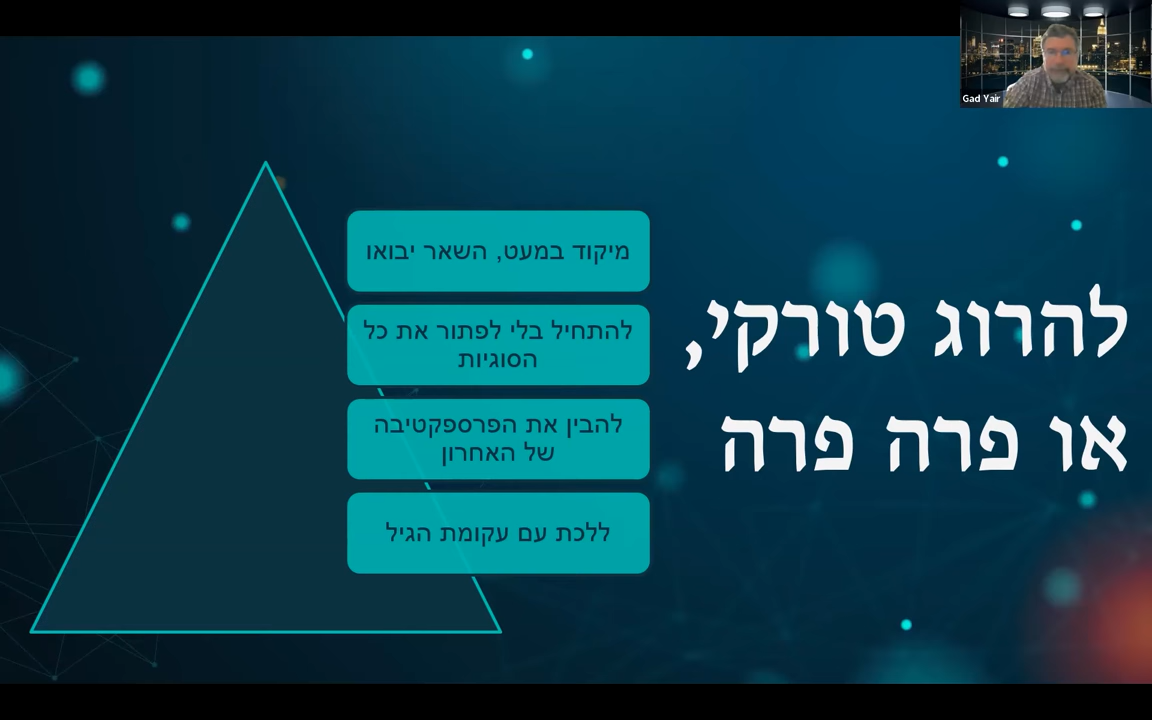 Gad Yair
להרוג טורקי,
או פרה פרה
מיקוד במעט, השאר יבואו
להתחיל בלי לפתור את כל
הסוגיות
להבין את הפרספקטיבה
של האחרון
ללכת עם עקומת הגיל